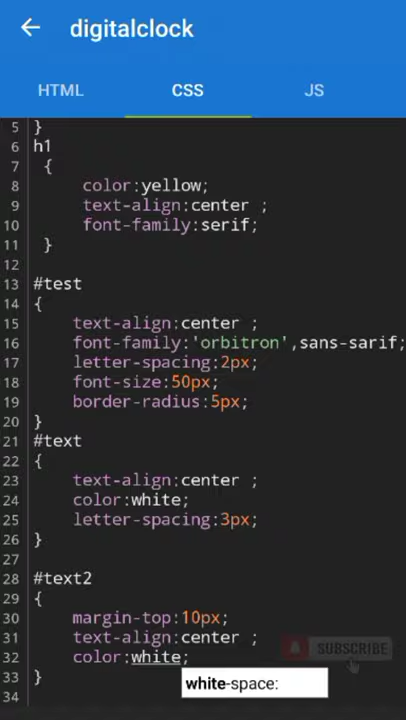 digitalclock
HTML CSS JS
5 }
6 h1
7 {
8 color:yellow;
9 text-align:center ;
10 font-family:serif;
11 }
12
13 #test
14 {
15 text-align:center ;
16 font-family:'orbitron',sans-sarif;
17 letter-spacing:2px;
18 font-size:50px;
19 border-radius:5px;
20 }
21 #text
22 {
23 text-align:center ;
24 color:white;
25 letter-spacing:3px;
26 }
27
28 #text2
29 {
30 margin-top:10px;
31 text-align:center ;
SUBSCRIBE
32 color:white;
33 }
white-space:
34